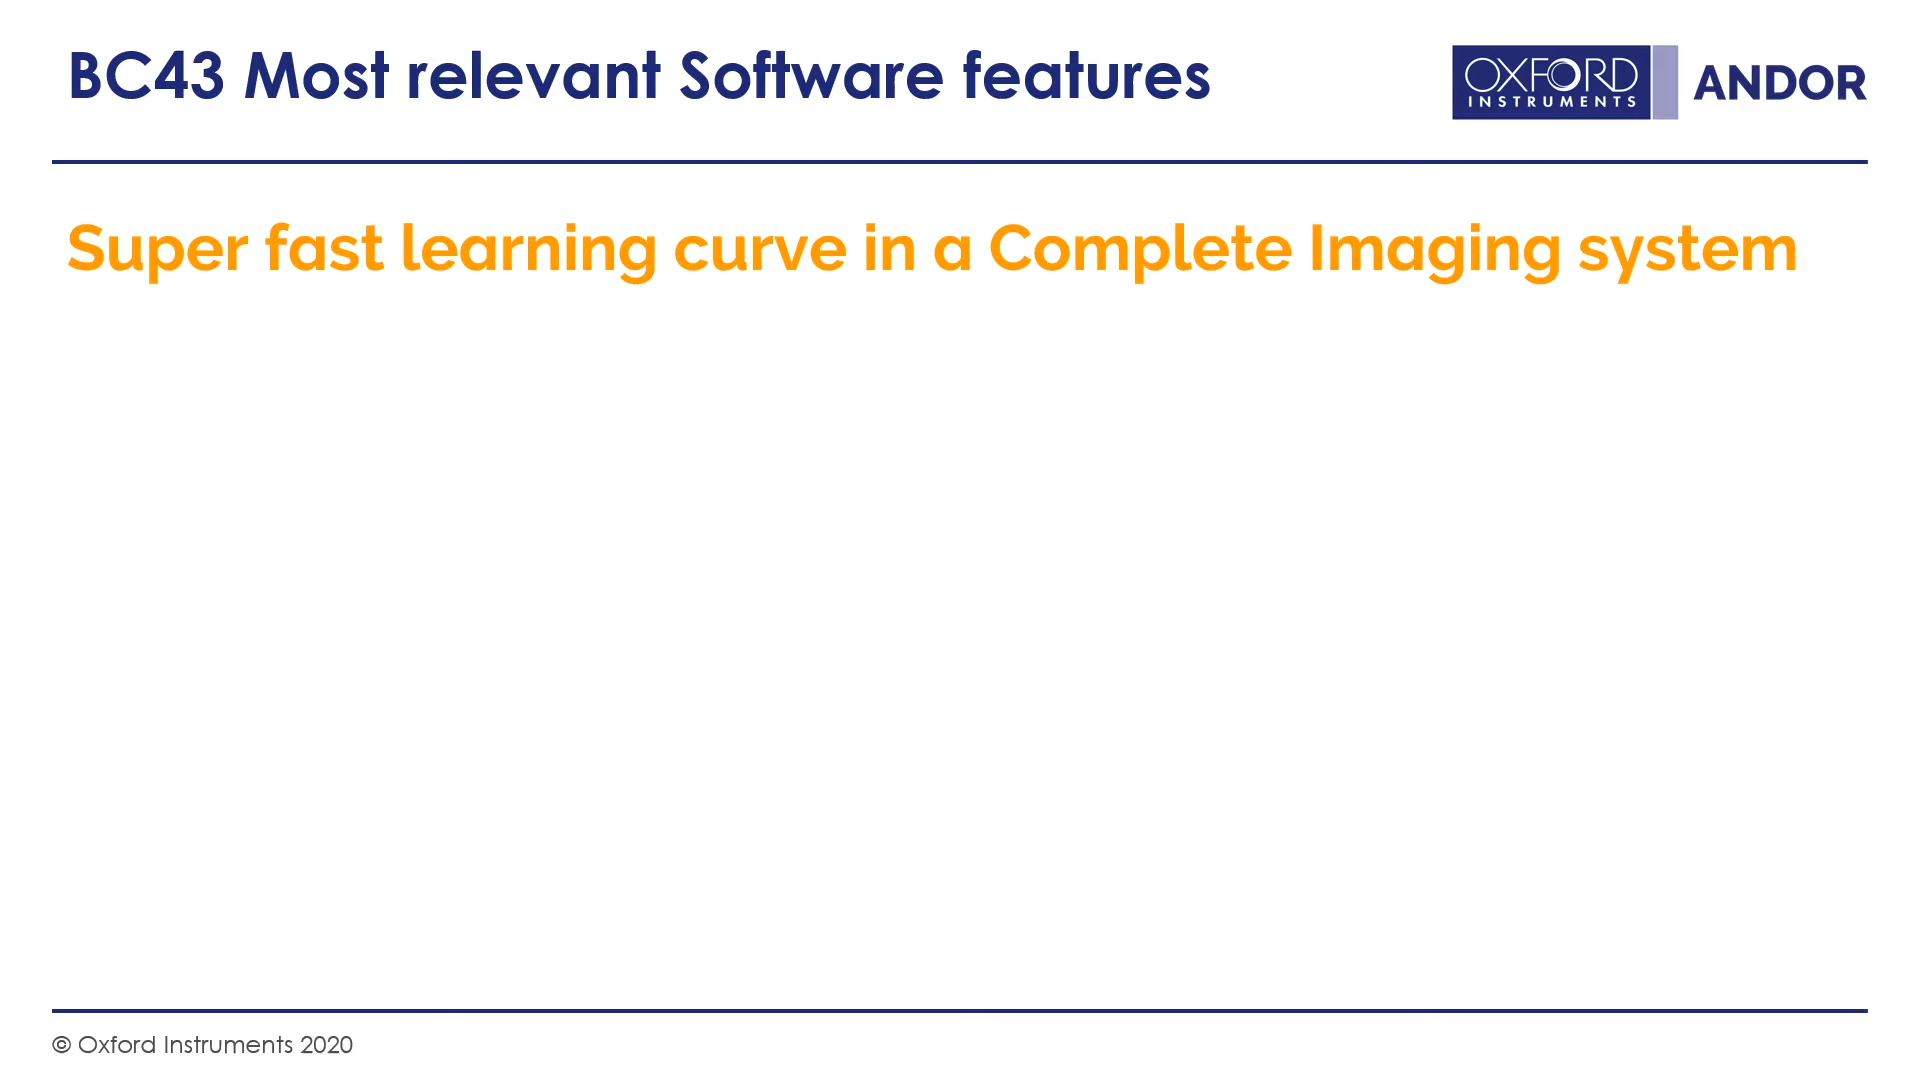 BC43 Most relevant Software features
OXFORD
INSTRUMENTS
ANDOR
Super fast learning curve in a Complete Imaging system
© Oxford Instruments 2020